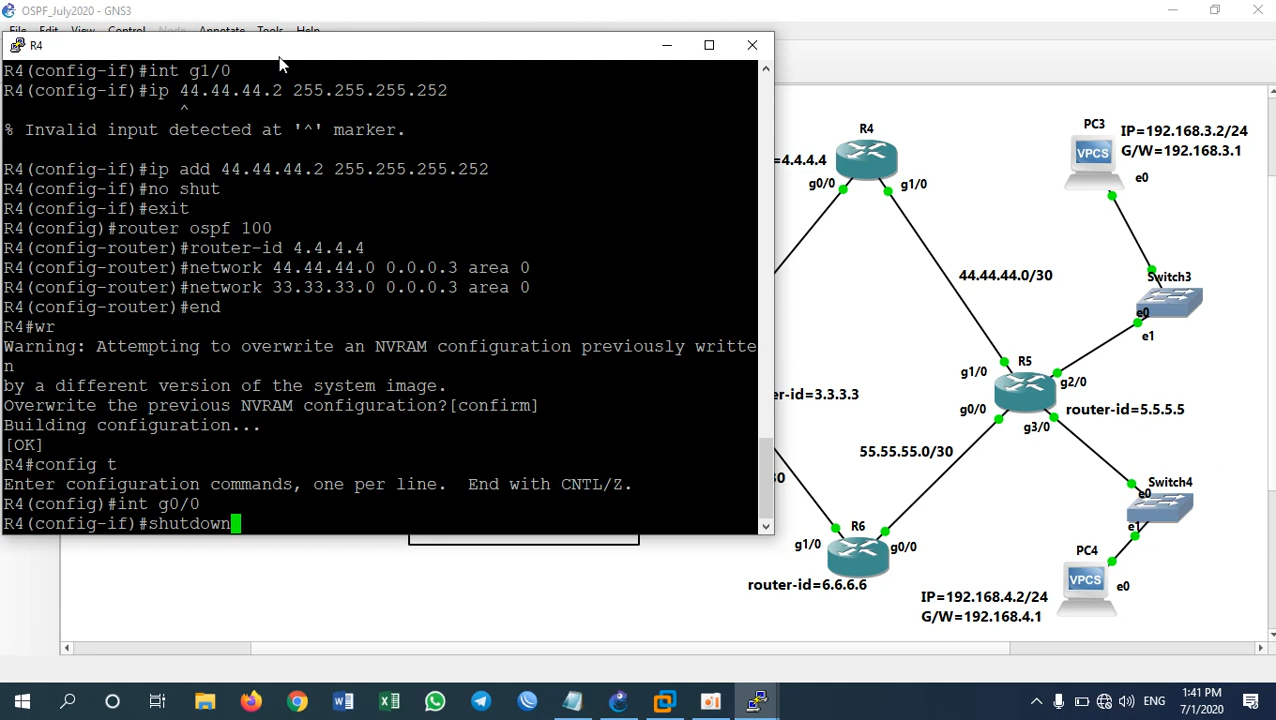 OSPF_July2020 - GNS3
File Edit View Control Node Annotate Tools Help
R4
R4(config-if)#int g1/0
R4(config-if)#ip 44.44.44.2 255.255.255.252
^
% Invalid input detected at '^' marker.
R4(config-if)#ip add 44.44.44.2 255.255.255.252
R4(config-if)#no shut
R4(config-if)#exit
R4(config)#router ospf 100
R4(config-router)#router-id 4.4.4.4
R4(config-router)#network 44.44.44.0 0.0.0.3 area 0
R4(config-router)#network 33.33.33.0 0.0.0.3 area 0
R4(config-router)#end
R4#wr
Warning: Attempting to overwrite an NVRAM configuration previously writte
n
by a different version of the system image.
Overwrite the previous NVRAM configuration?[confirm]
Building configuration...
[OK]
R4#config t
Enter configuration commands, one per line.  End with CNTL/Z.
R4(config)#int g0/0
R4(config-if)#shutdown
R4
=4.4.4.4
g0/0
g1/0
PC3
IP=192.168.3.2/24
G/W=192.168.3.1
VPCS
e0
44.44.44.0/30
Switch3
e0
e1
R5
g1/0
g2/0
g0/0
router-id=5.5.5.5
g3/0
er-id=3.3.3.3
55.55.55.0/30
30
Switch4
e0
e1
R6
g1/0
g0/0
router-id=6.6.6.6
PC4
VPCS
e0
IP=192.168.4.2/24
G/W=192.168.4.1
ENG
1:41 PM
7/1/2020